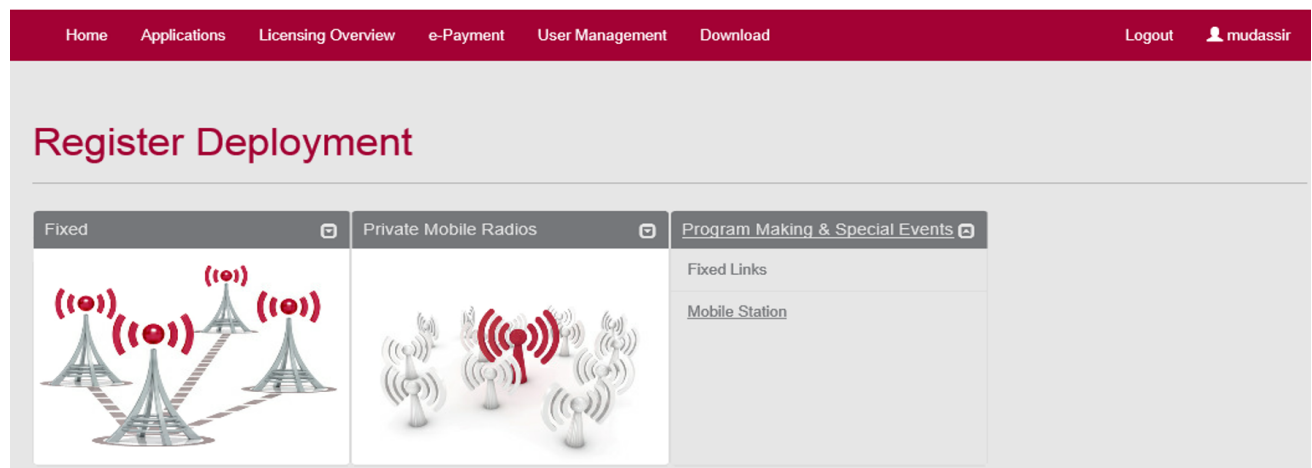 Home Applications Licensing Overview e-Payment User Management Download Logout mudassir
Register Deployment
Fixed
Private Mobile Radios
Program Making & Special Events
Fixed Links
Mobile Station